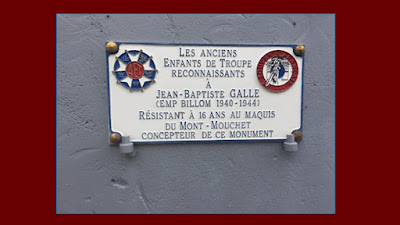 Les Anciens
Enfants de Troupe
reconnaissants
à
Jean-Baptiste GALLE
(EMP BILLOM 1940-1944)
Résistant à 16 ans au maquis
du Mont-Mouchet
concepteur de ce monument